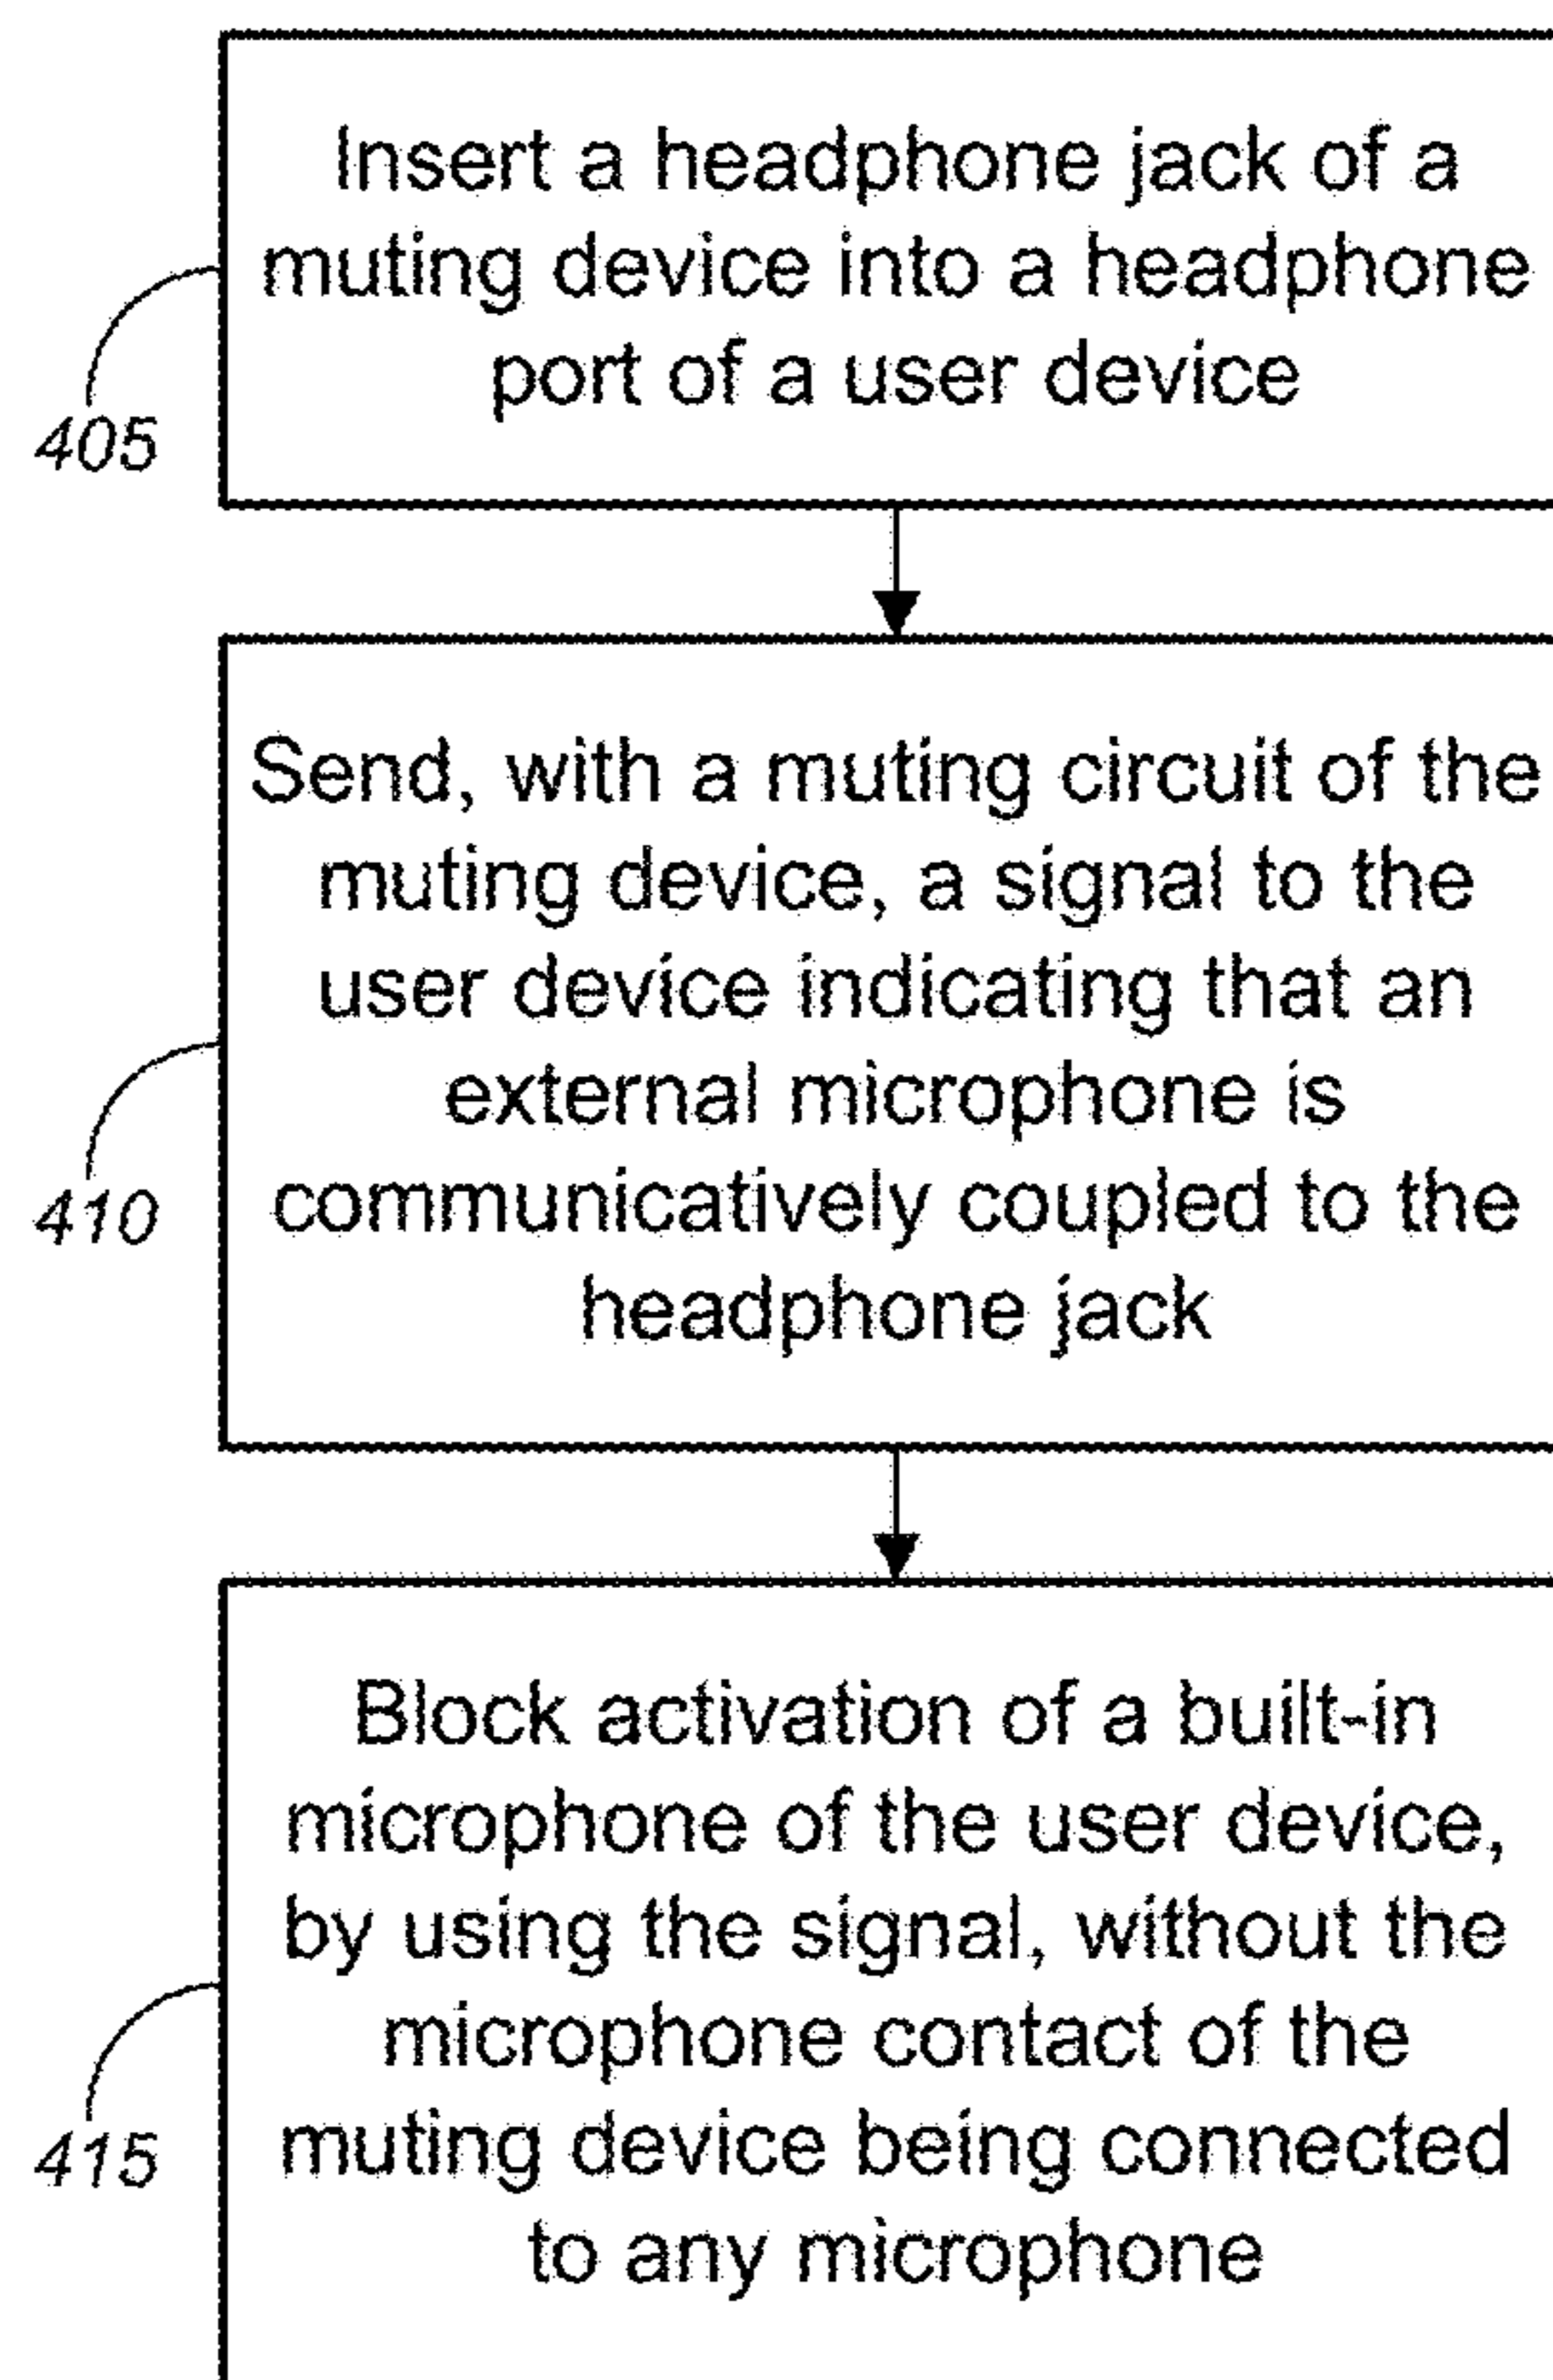 Insert a headphone jack of a
muting device into a headphone
port of a user device
405
Send, with a muting circuit of the
muting device, a signal to the
user device indicating that an
external microphone is
communicatively coupled to the
headphone jack
410
Block activation of a built-in
microphone of the user device,
by using the signal, without the
microphone contact of the
muting device being connected
to any microphone
415